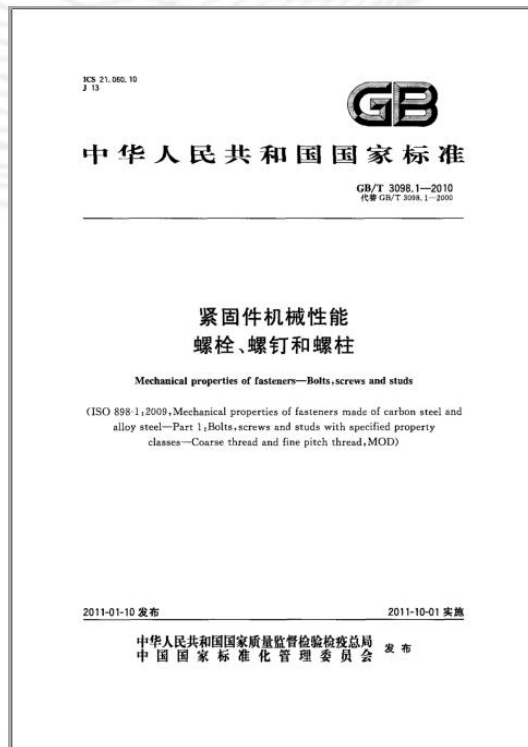 ICS 21.060.10
J 13
GB
中华人民共和国国家标准
GB/T 3098.1—2010
代替 GB/T 3098.1—2000
紧固件机械性能
螺栓、螺钉和螺柱
Mechanical properties of fasteners—Bolts,screws and studs
(ISO 898-1:2009,Mechanical properties of fasteners made of carbon steel and
alloy steel—Part 1:Bolts,screws and studs with specified property
classes—Coarse thread and fine pitch thread,MOD)
2011-01-10 发布
2011-10-01 实施
中华人民共和国国家质量监督检验检疫总局
中国国家标准化管理委员会
发布